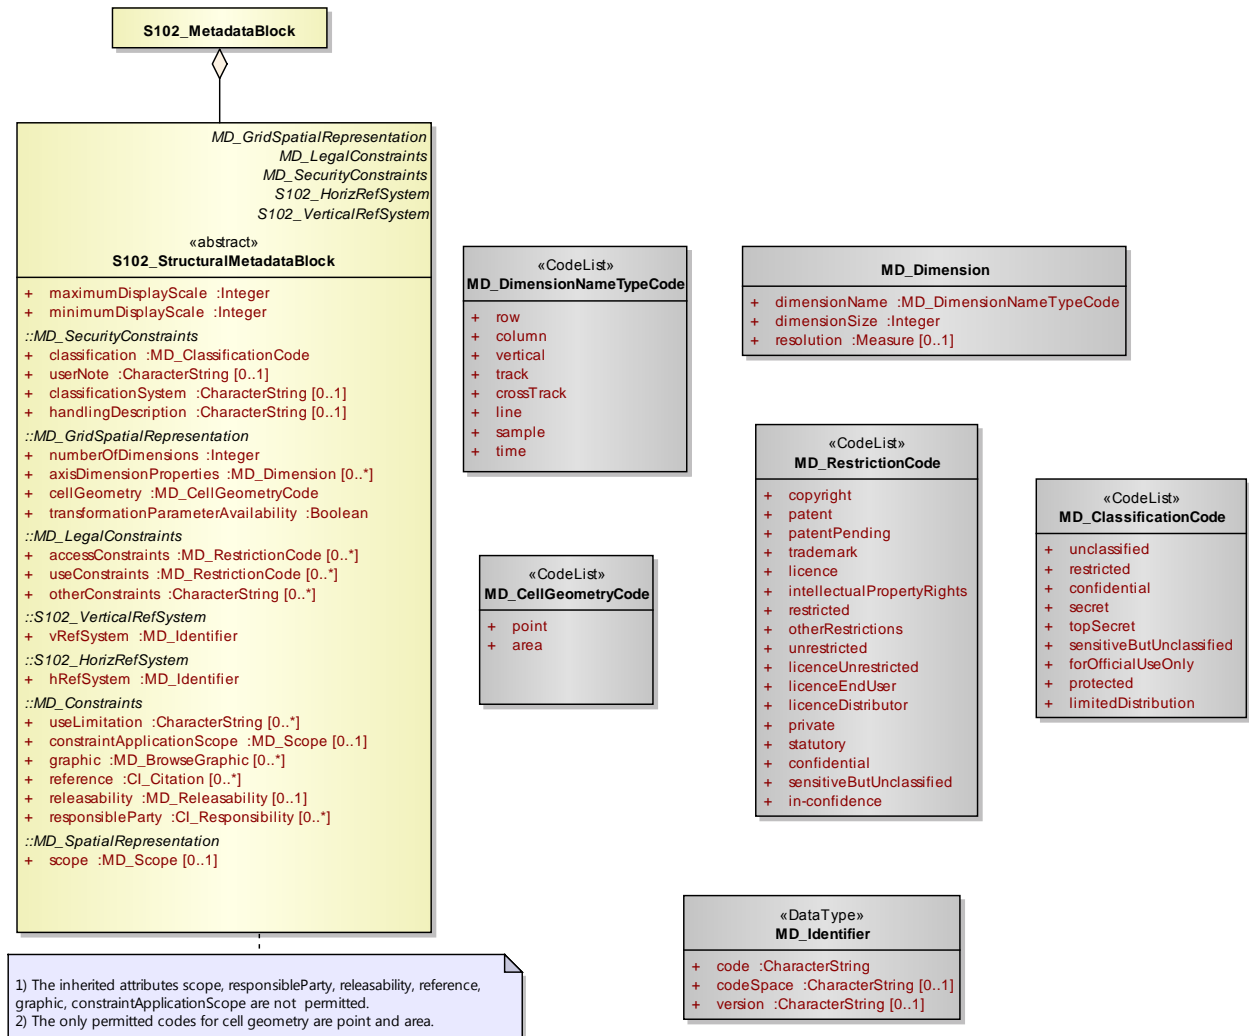 S102_MetadataBlock
MD_GridSpatialRepresentation
MD_LegalConstraints
MD_SecurityConstraints
S102_HorizRefSystem
S102_VerticalRefSystem
«abstract»
S102_StructuralMetadataBlock
+ maximumDisplayScale :Integer
+ minimumDisplayScale :Integer
::MD_SecurityConstraints
+ classification :MD_ClassificationCode
+ userNote :CharacterString [0..1]
+ classificationSystem :CharacterString [0..1]
+ handlingDescription :CharacterString [0..1]
::MD_GridSpatialRepresentation
+ numberOfDimensions :Integer
+ axisDimensionProperties :MD_Dimension [0..*]
+ cellGeometry :MD_CellGeometryCode
+ transformationParameterAvailability :Boolean
::MD_LegalConstraints
+ accessConstraints :MD_RestrictionCode [0..*]
+ useConstraints :MD_RestrictionCode [0..*]
+ otherConstraints :CharacterString [0..*]
::S102_VerticalRefSystem
+ vRefSystem :MD_Identifier
::S102_HorizRefSystem
+ hRefSystem :MD_Identifier
::MD_Constraints
+ useLimitation :CharacterString [0..*]
+ constraintApplicationScope :MD_Scope [0..1]
+ graphic :MD_BrowseGraphic [0..*]
+ reference :CI_Citation [0..*]
+ releasability :MD_Releasability [0..1]
+ responsibleParty :CI_Responsibility [0..*]
::MD_SpatialRepresentation
+ scope :MD_Scope [0..1]
1) The inherited attributes scope, responsibleParty, releasability, reference,
graphic, constraintApplicationScope are not permitted.
2) The only permitted codes for cell geometry are point and area.
«CodeList»
MD_DimensionNameTypeCode
+ row
+ column
+ vertical
+ track
+ crossTrack
+ line
+ sample
+ time
«CodeList»
MD_CellGeometryCode
+ point
+ area
MD_Dimension
+ dimensionName :MD_DimensionNameTypeCode
+ dimensionSize :Integer
+ resolution :Measure [0..1]
«CodeList»
MD_RestrictionCode
+ copyright
+ patent
+ patentPending
+ trademark
+ licence
+ intellectualPropertyRights
+ restricted
+ otherRestrictions
+ unrestricted
+ licenceUnrestricted
+ licenceEndUser
+ licenceDistributor
+ private
+ statutory
+ confidential
+ sensitiveButUnclassified
+ in-confidence
«CodeList»
MD_ClassificationCode
+ unclassified
+ restricted
+ confidential
+ secret
+ topSecret
+ sensitiveButUnclassified
+ forOfficialUseOnly
+ protected
+ limitedDistribution
«DataType»
MD_Identifier
+ code :CharacterString
+ codeSpace :CharacterString [0..1]
+ version :CharacterString [0..1]